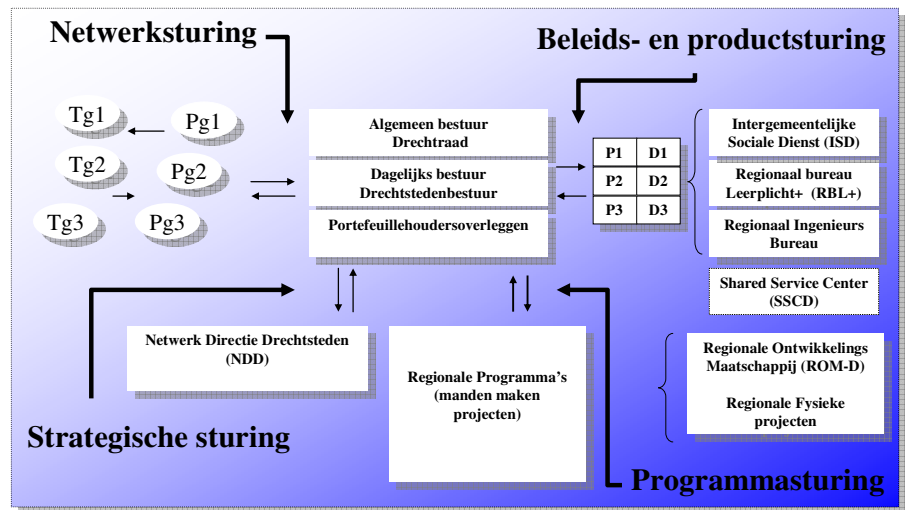 Netwerksturing
Beleids- en productsturing
Tg1
Pg1
Tg2
Pg2
Tg3
Pg3
Algemeen bestuur
Drechtraad
Dagelijks bestuur
Drechtstedenbestuur
Portefeuillehoudersoverleggen
P1 D1
P2 D2
P3 D3
Intergemeentelijke
Sociale Dienst (ISD)
Regionaal bureau
Leerplicht+ (RBL+)
Regionaal Ingenieurs
Bureau
Shared Service Center
(SSCD)
Netwerk Directie Drechtsteden
(NDD)
Regionale Programma's
(manden maken
projecten)
Regionale Ontwikkelings
Maatschappij (ROM-D)
Regionale Fysieke
projecten
Strategische sturing
Programmasturing